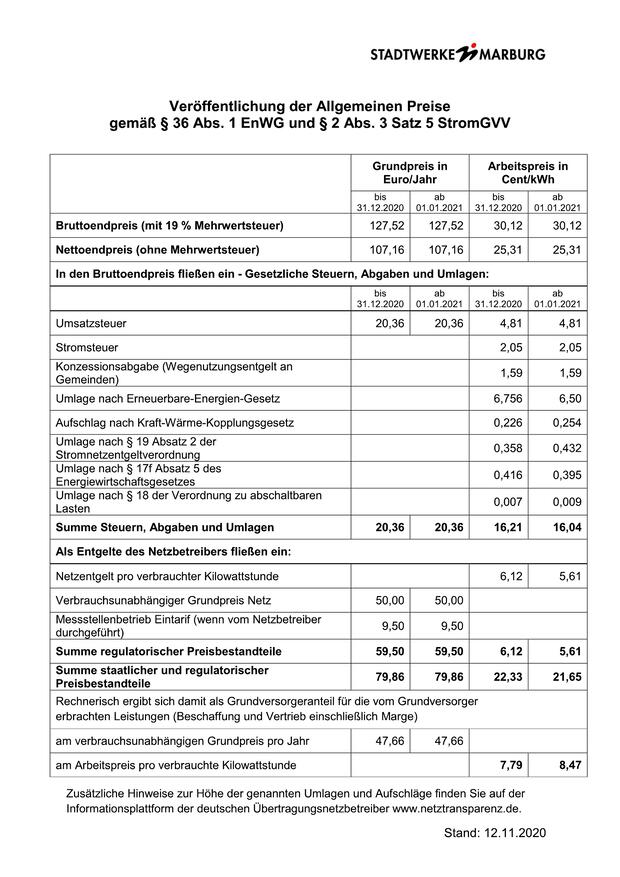 STADTWERKE MARBURG
Veröffentlichung der Allgemeinen Preise
gemäß § 36 Abs. 1 EnWG und § 2 Abs. 3 Satz 5 StromGVV
Grundpreis in Arbeitspreis in
Euro/Jahr Cent/kWh
bis ab bis ab
31.12.2020 01.01.2021 31.12.2020 01.01.2021
Bruttoendpreis (mit 19 % Mehrwertsteuer) 127,52 127,52 30,12 30,12
Nettoendpreis (ohne Mehrwertsteuer) 107,16 107,16 25,31 25,31
In den Bruttoendpreis fließen ein - Gesetzliche Steuern, Abgaben und Umlagen:
bis ab bis ab
31.12.2020 01.01.2021 31.12.2020 01.01.2021
Umsatzsteuer 20,36 20,36 4,81 4,81
Stromsteuer 2,05 2,05
Konzessionsabgabe (Wegenutzungsentgelt an
Gemeinden) 1,59 1,59
Umlage nach Erneuerbare-Energien-Gesetz 6,756 6,50
Aufschlag nach Kraft-Wärme-Kopplungsgesetz 0,226 0,254
Umlage nach § 19 Absatz 2 der
Stromnetzentgeltverordnung 0,358 0,432
Umlage nach § 17f Absatz 5 des
Energiewirtschaftsgesetzes 0,416 0,395
Umlage nach § 18 der Verordnung zu abschaltbaren
Lasten 0,007 0,009
Summe Steuern, Abgaben und Umlagen 20,36 20,36 16,21 16,04
Als Entgelte des Netzbetreibers fließen ein:
Netzentgelt pro verbrauchter Kilowattstunde 6,12 5,61
Verbrauchsunabhängiger Grundpreis Netz 50,00 50,00
Messstellenbetrieb Eintarif (wenn vom Netzbetreiber
durchgeführt) 9,50 9,50
Summe regulatorischer Preisbestandteile 59,50 59,50 6,12 5,61
Summe staatlicher und regulatorischer
Preisbestandteile 79,86 79,86 22,33 21,65
Rechnerisch ergibt sich damit als Grundversorgeranteil für die vom Grundversorger
erbrachten Leistungen (Beschaffung und Vertrieb einschließlich Marge)
am verbrauchsunabhängigen Grundpreis pro Jahr 47,66 47,66
am Arbeitspreis pro verbrauchte Kilowattstunde 7,79 8,47
Zusätzliche Hinweise zur Höhe der genannten Umlagen und Aufschläge finden Sie auf der
Informationsplattform der deutschen Übertragungsnetzbetreiber www.netztransparenz.de.
Stand: 12.11.2020